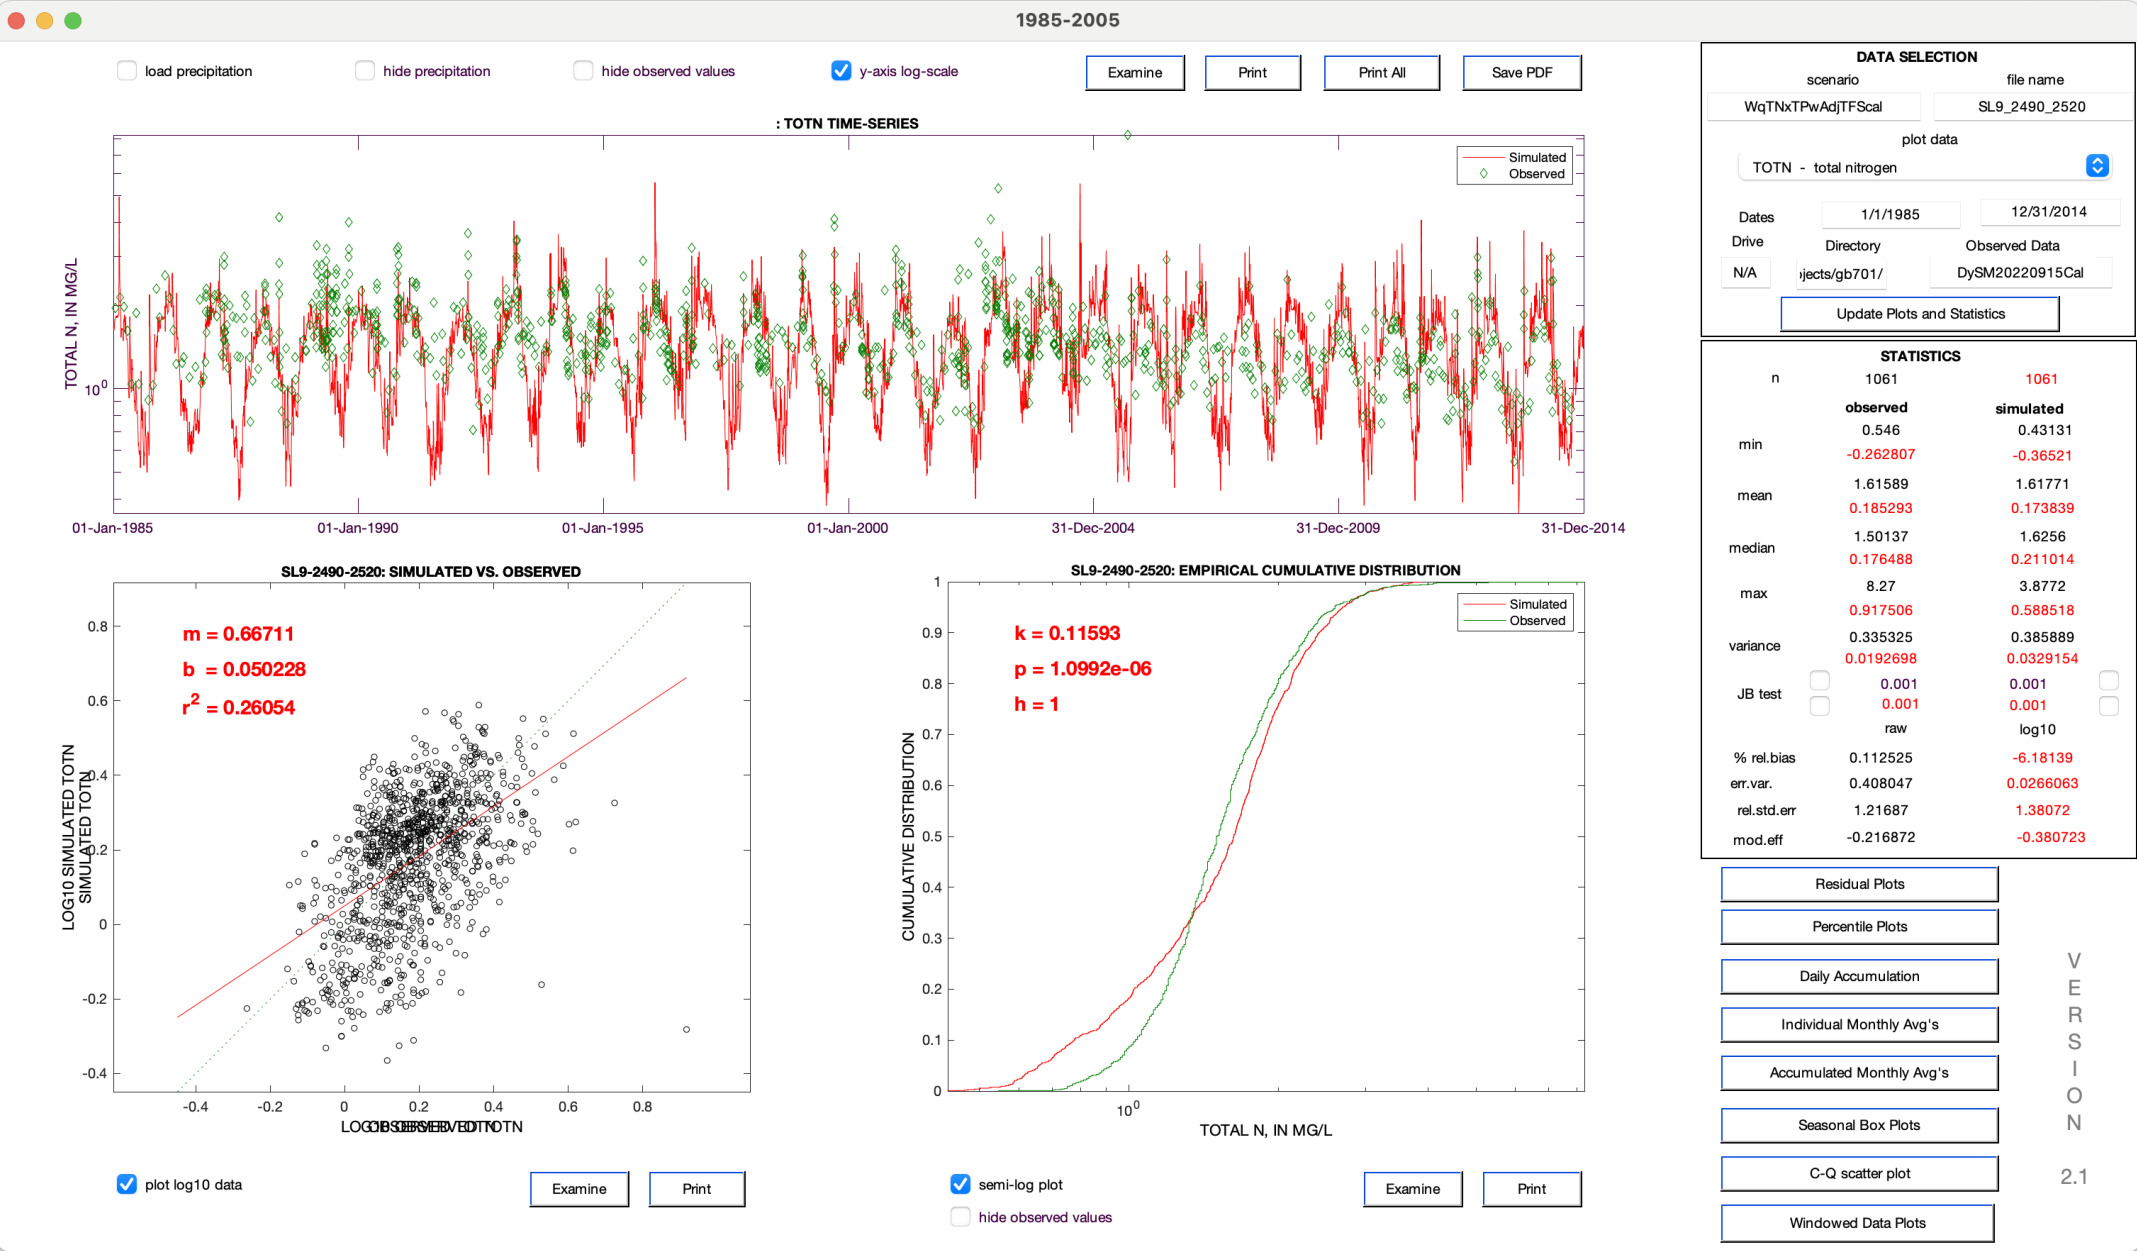 1985-2005
load precipitation
hide precipitation
hide observed values
y-axis log-scale
Examine
Print
Print All
Save PDF
: TOTN TIME-SERIES
Simulated
Observed
TOTAL N, IN MG/L
10^0
01-Jan-1985
01-Jan-1990
01-Jan-1995
01-Jan-2000
31-Dec-2004
31-Dec-2009
31-Dec-2014
SL9-2490-2520: SIMULATED VS. OBSERVED
m = 0.66711
b = 0.050228
r^2 = 0.26054
LOG10 SIMULATED TOTN
SIMULATED TOTN
0.8
0.6
0.4
0.2
0
-0.2
-0.4
-0.4 -0.2 0 0.2 0.4 0.6 0.8
plot log10 data
Examine
Print
SL9-2490-2520: EMPIRICAL CUMULATIVE DISTRIBUTION
k = 0.11593
p = 1.0992e-06
h = 1
Simulated
Observed
CUMULATIVE DISTRIBUTION
1
0.9
0.8
0.7
0.6
0.5
0.4
0.3
0.2
0.1
0
10^0
TOTAL N, IN MG/L
semi-log plot
hide observed values
Examine
Print
DATA SELECTION
scenario file name
WqTNxTPwAdjTFScal SL9_2490_2520
plot data
TOTN - total nitrogen
Dates 1/1/1985 12/31/2014
Drive Directory Observed Data
N/A jects/gb701/ DySM20220915Cal
Update Plots and Statistics
STATISTICS
n 1061 1061
observed simulated
min 0.546 0.43131
-0.262807 -0.36521
mean 1.61589 1.61771
0.185293 0.173839
median 1.50137 1.6256
0.176488 0.211014
max 8.27 3.8772
0.917506 0.588518
variance 0.335325 0.385889
0.0192698 0.0329154
JB test 0.001 0.001
0.001 0.001
raw log10
% rel.bias 0.112525 -6.18139
err.var. 0.408047 0.0266063
rel.std.err 1.21687 1.38072
mod.eff -0.216872 -0.380723
Residual Plots
Percentile Plots
Daily Accumulation
Individual Monthly Avg's
Accumulated Monthly Avg's
Seasonal Box Plots
C-Q scatter plot
Windowed Data Plots
VERSION
2.1